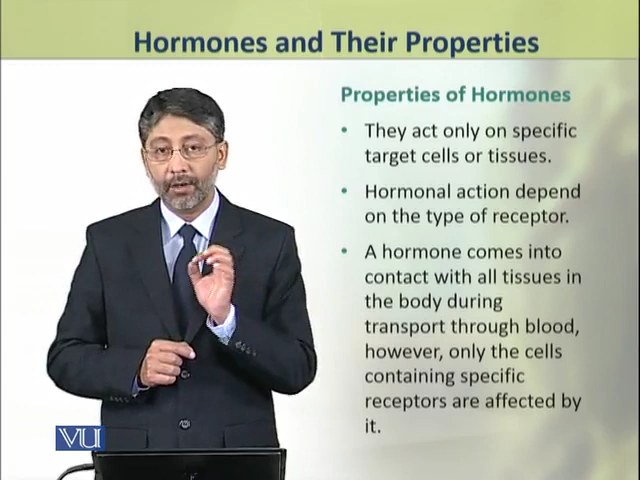 Hormones and Their Properties
Properties of Hormones
• They act only on specific
target cells or tissues.
• Hormonal action depend
on the type of receptor.
• A hormone comes into
contact with all tissues in
the body during
transport through blood,
however, only the cells
containing specific
receptors are affected by
it.
VU